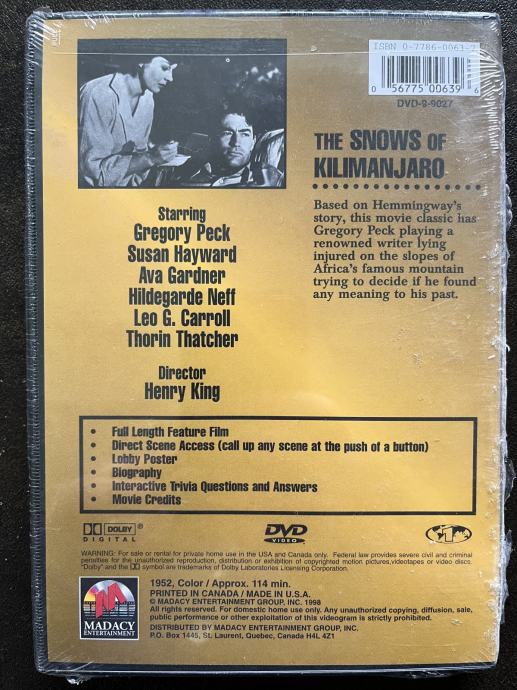 ISBN 0-7786-0063-7
0 56775 00639 6
DVD-9-9027
THE SNOWS OF
KILIMANJARO
Based on Hemmingway's
story, this movie classic has
Gregory Peck playing a
renowned writer lying
injured on the slopes of
Africa's famous mountain
trying to decide if he found
any meaning to his past.
Starring
Gregory Peck
Susan Hayward
Ava Gardner
Hildegarde Neff
Leo G. Carroll
Thorin Thatcher
Director
Henry King
• Full Length Feature Film
• Direct Scene Access (call up any scene at the push of a button)
• Lobby Poster
• Biography
• Interactive Trivia Questions and Answers
• Movie Credits
DOLBY ®
DIGITAL
DVD
VIDEO
1
WARNING: For sale or rental for private home use in the USA and Canada only. Federal law provides severe civil and criminal
penalties for the unauthorized reproduction, distribution or exhibition of copyrighted motion pictures, videotapes or video discs.
"Dolby" and the symbol are trademarks of Dolby Laboratories Licensing Corporation.
MADACY
ENTERTAINMENT
1952, Color / Approx. 114 min.
PRINTED IN CANADA / MADE IN U.S.A.
© MADACY ENTERTAINMENT GROUP, INC. 1998
All rights reserved. For domestic home use only. Any unauthorized copying, diffusion, sale,
public performance or other exploitation of this videogram is strictly prohibited.
DISTRIBUTED BY MADACY ENTERTAINMENT GROUP, INC.
P.O. Box 1445, St. Laurent, Quebec, Canada H4L 4Z1